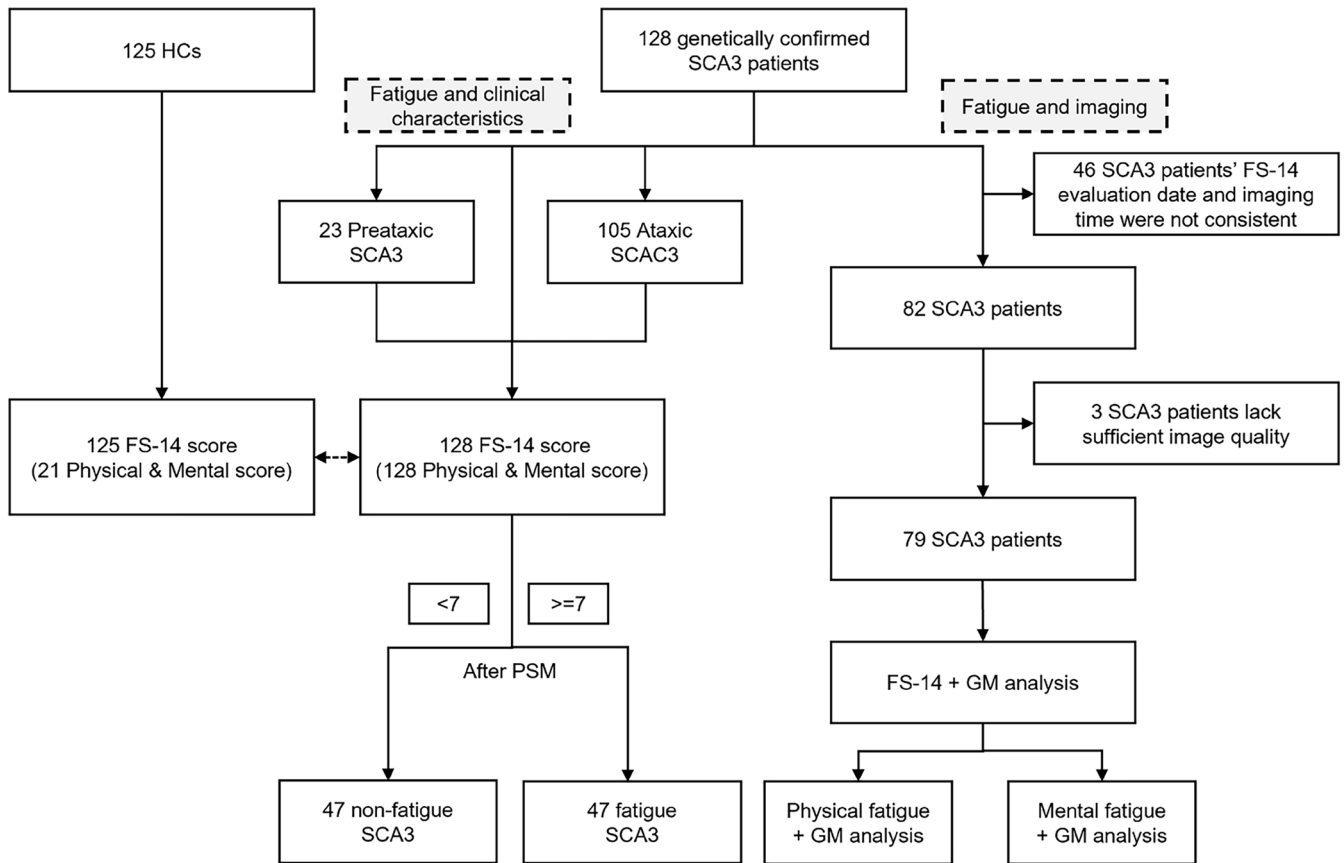 125 HCs
128 genetically confirmed
SCA3 patients
Fatigue and clinical
characteristics
Fatigue and imaging
46 SCA3 patients’ FS-14
evaluation date and imaging
time were not consistent
23 Preataxic
SCA3
105 Ataxic
SCAC3
82 SCA3 patients
3 SCA3 patients lack
sufficient image quality
125 FS-14 score
(21 Physical & Mental score)
128 FS-14 score
(128 Physical & Mental score)
79 SCA3 patients
<7
>=7
After PSM
FS-14 + GM analysis
47 non-fatigue
SCA3
47 fatigue
SCA3
Physical fatigue
+ GM analysis
Mental fatigue
+ GM analysis